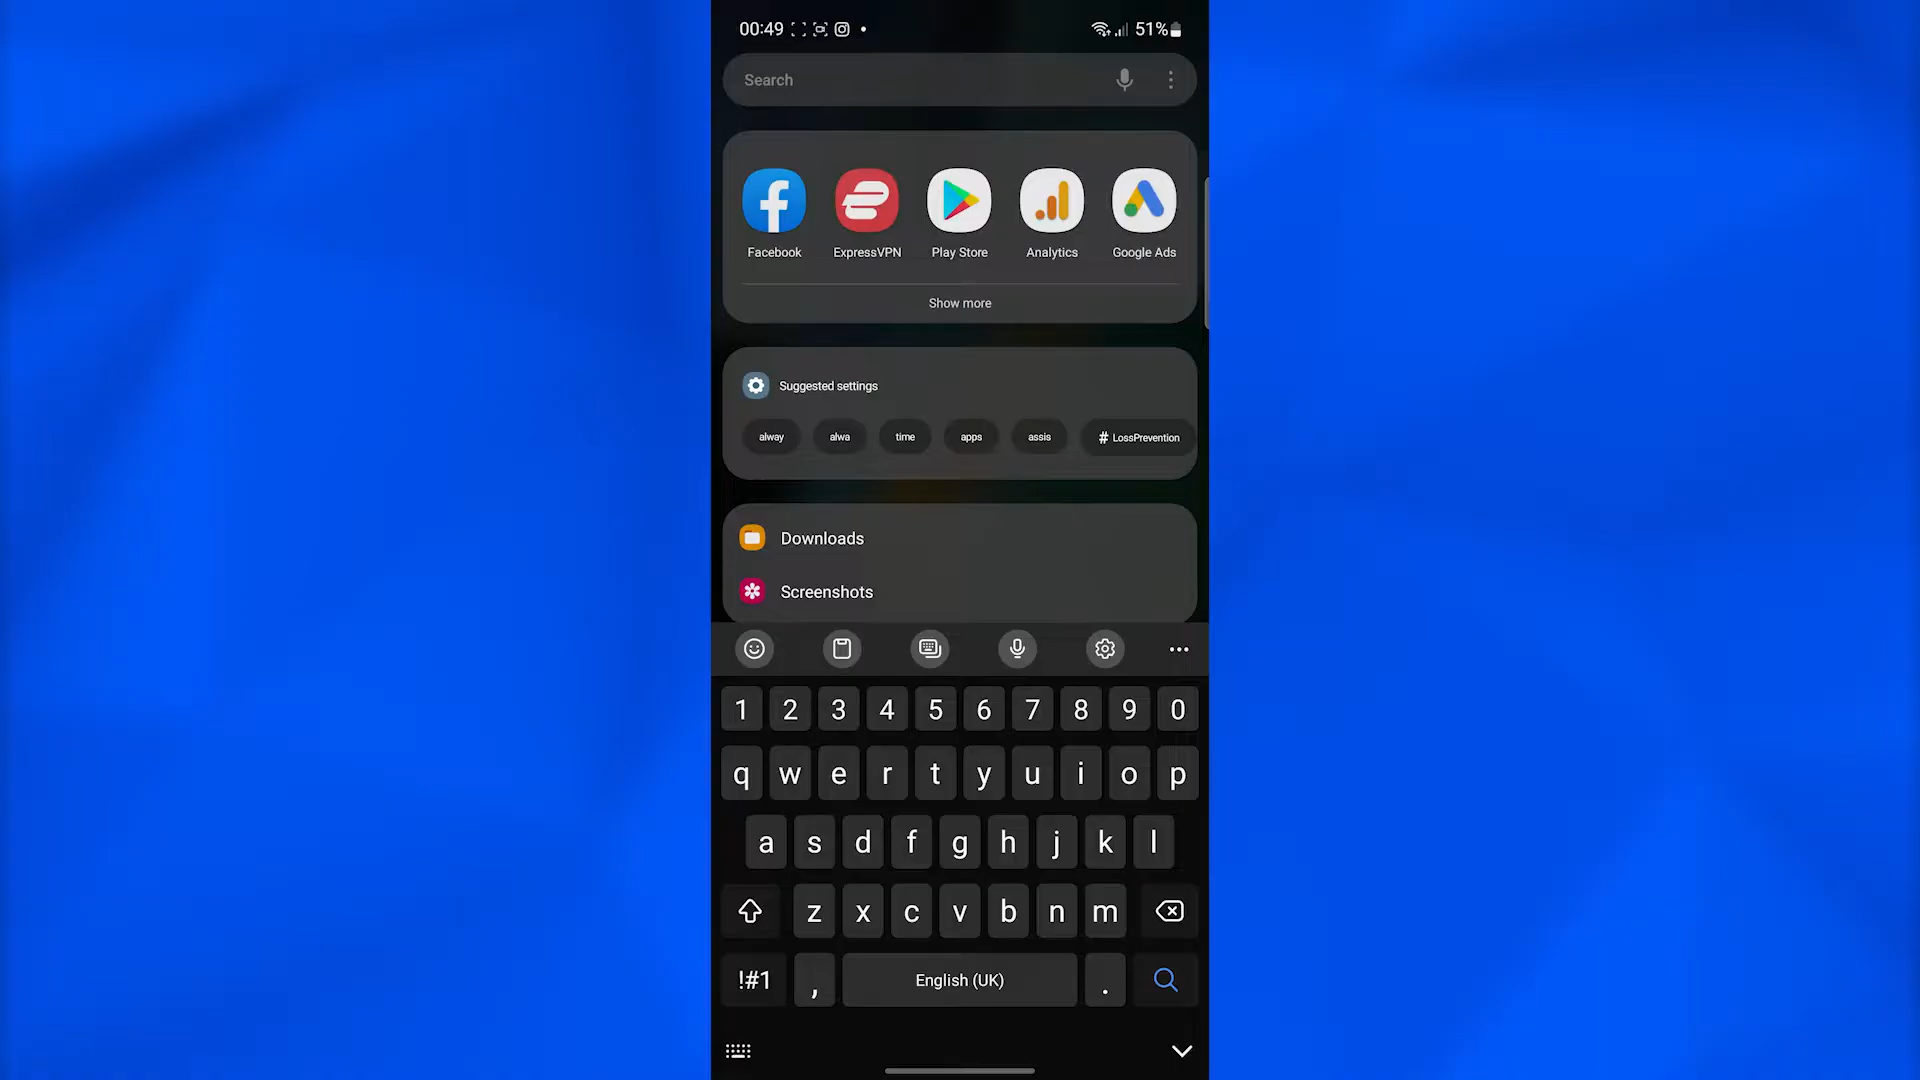 00:49 51%
Search
Facebook ExpressVPN Play Store Analytics Google Ads
Show more
Suggested settings
alway alwa time apps assis # LossPrevention
Downloads
Screenshots
1 2 3 4 5 6 7 8 9 0
q w e r t y u i o p
a s d f g h j k l
z x c v b n m
!#1 , English (UK) .